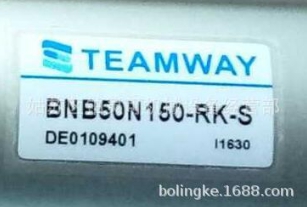 TEAMWAY
BNB50N150-RK-S
DE0109401 I1630
bolingke.1688.com